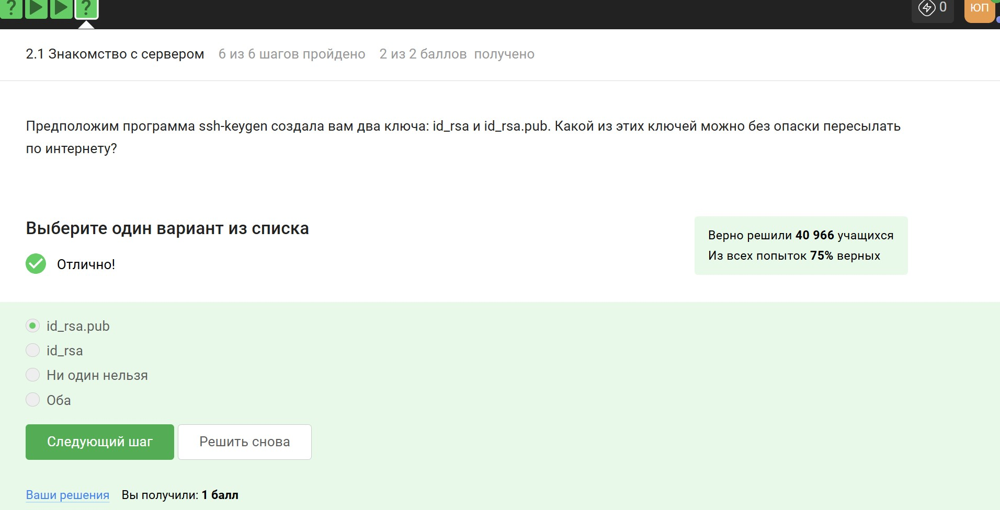 ? ?
0
ЮП
2.1 Знакомство с сервером 6 из 6 шагов пройдено 2 из 2 баллов получено
Предположим программа ssh-keygen создала вам два ключа: id_rsa и id_rsa.pub. Какой из этих ключей можно без опаски пересылать
по интернету?
Выберите один вариант из списка
Отлично!
Верно решили 40 966 учащихся
Из всех попыток 75% верных
id_rsa.pub
id_rsa
Ни один нельзя
Оба
Следующий шаг
Решить снова
Ваши решения Вы получили: 1 балл